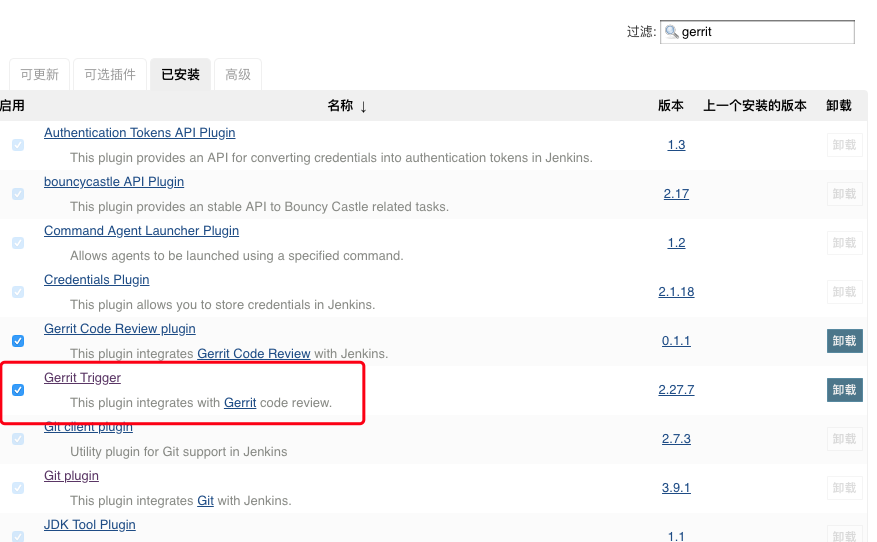 过滤: gerrit
可更新 可选插件 已安装 高级
启用 名称 ↓ 版本 上一个安装的版本 卸载
Authentication Tokens API Plugin
This plugin provides an API for converting credentials into authentication tokens in Jenkins.
1.3 卸载
bouncycastle API Plugin
This plugin provides an stable API to Bouncy Castle related tasks.
2.17 卸载
Command Agent Launcher Plugin
Allows agents to be launched using a specified command.
1.2 卸载
Credentials Plugin
This plugin allows you to store credentials in Jenkins.
2.1.18 卸载
Gerrit Code Review plugin
This plugin integrates Gerrit Code Review with Jenkins.
0.1.1 卸载
Gerrit Trigger
This plugin integrates with Gerrit code review.
2.27.7 卸载
Git client plugin
Utility plugin for Git support in Jenkins
2.7.3 卸载
Git plugin
This plugin integrates Git with Jenkins.
3.9.1 卸载
JDK Tool Plugin
1.1 卸载